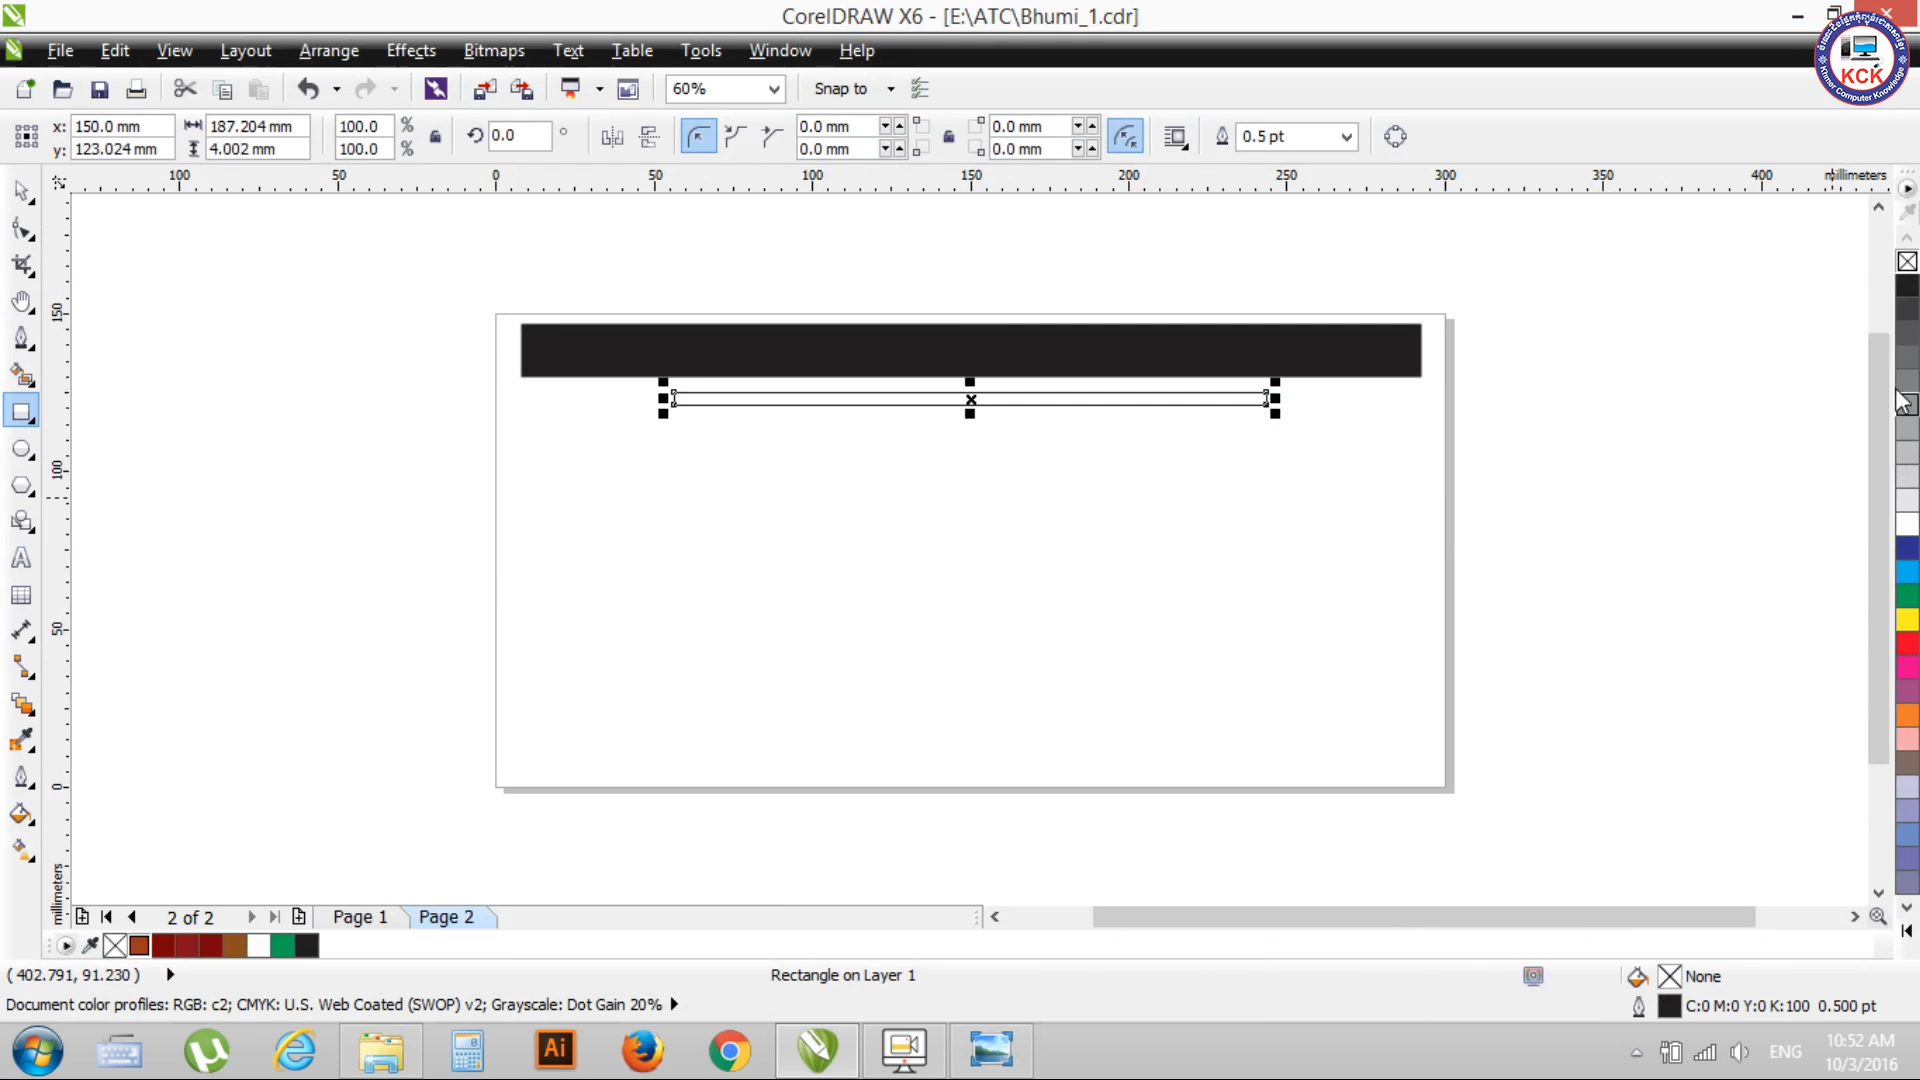 CorelDRAW X6 - [E:\ATC\Bhumi_1.cdr]
File Edit View Layout Arrange Effects Bitmaps Text Table Tools Window Help
KCK
Khmer Computer Knowledge
60% Snap to
x: 150.0 mm 187.204 mm 100.0 % 0.0 ° 0.0 mm 0.0 mm 0.5 pt
y: 123.024 mm 4.002 mm 100.0 % 0.0 mm 0.0 mm
100 50 0 50 100 150 200 250 300 350 400 millimeters
150
100
50
0
millimeters
2 of 2 Page 1 Page 2
( 402.791, 91.230 ) Rectangle on Layer 1 None
Document color profiles: RGB: c2; CMYK: U.S. Web Coated (SWOP) v2; Grayscale: Dot Gain 20% C:0 M:0 Y:0 K:100 0.500 pt
Ai ENG 10:52 AM
10/3/2016